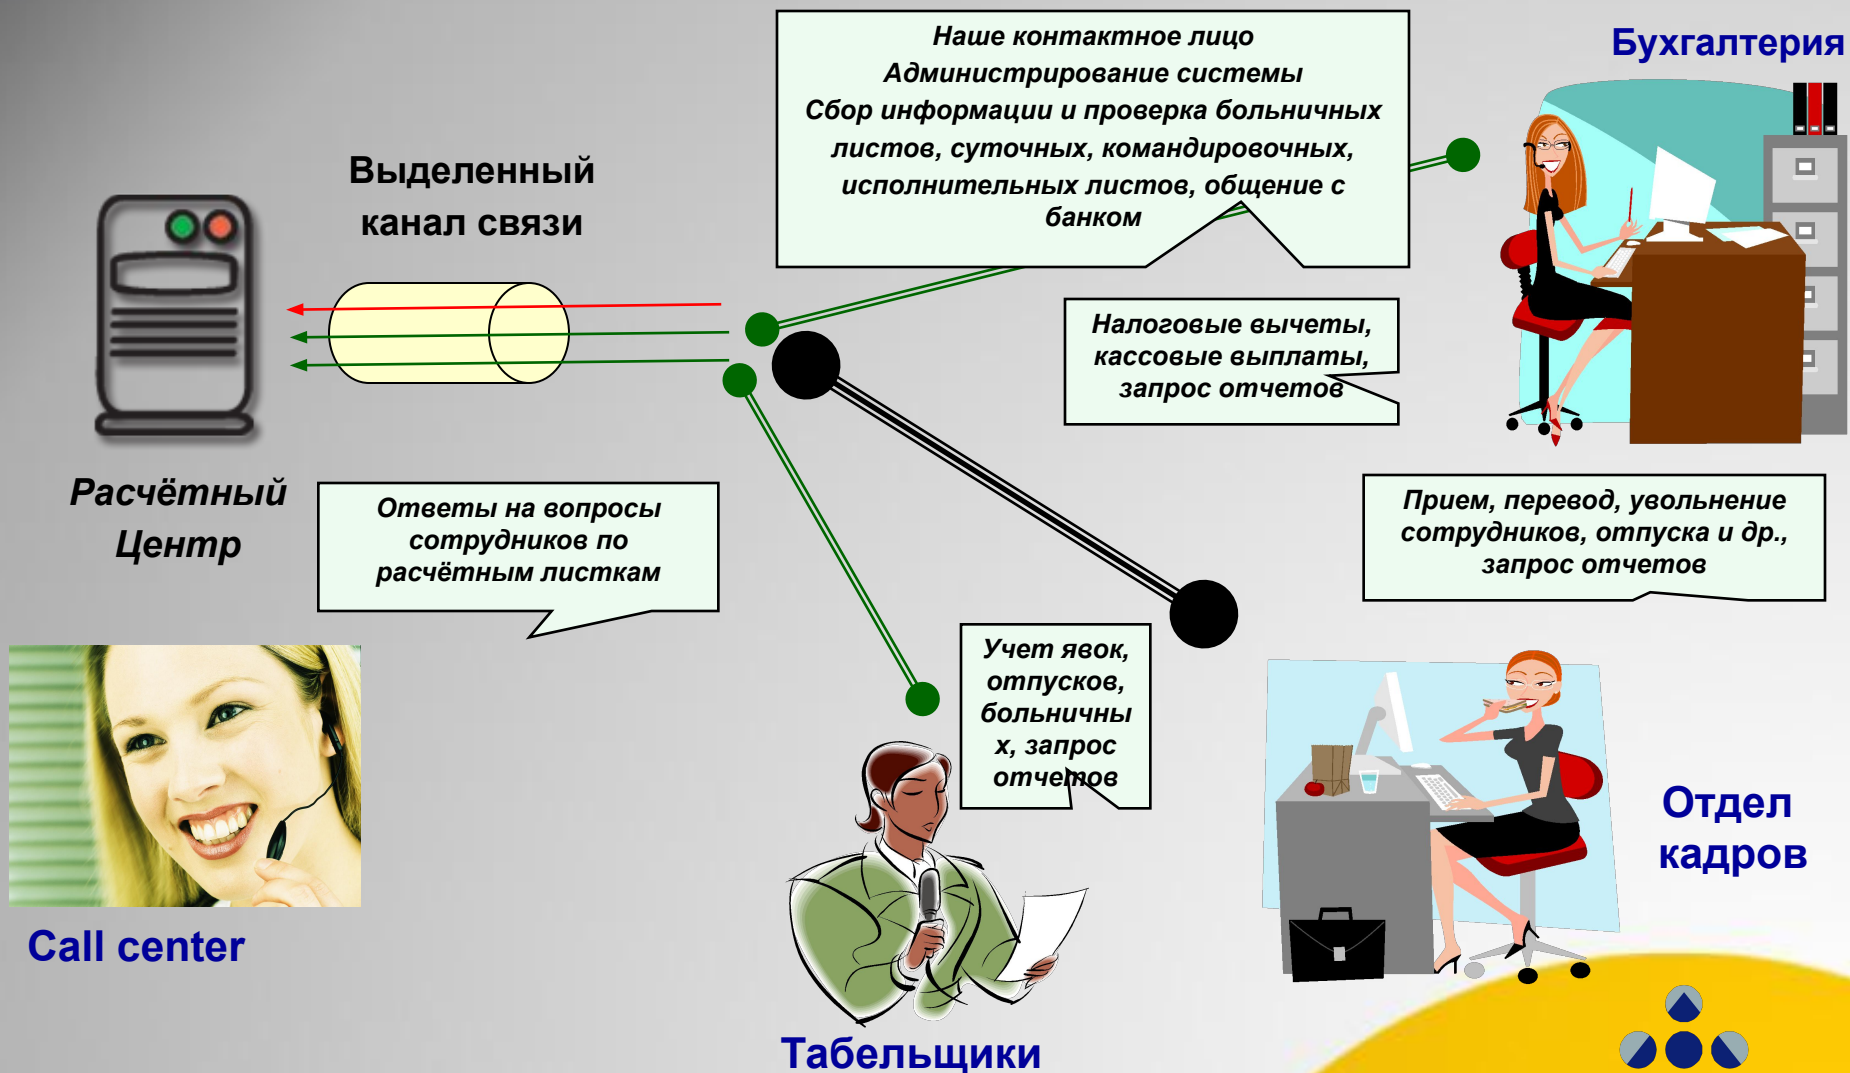 Наше контактное лицо
Администрирование системы
Сбор информации и проверка больничных
листов, суточных, командировочных,
исполнительных листов, общение с
банком
Бухгалтерия
Выделенный
канал связи
Налоговые вычеты,
кассовые выплаты,
запрос отчетов
Расчётный
Центр
Ответы на вопросы
сотрудников по
расчётным листкам
Прием, перевод, увольнение
сотрудников, отпуска и др.,
запрос отчетов
Учет явок,
отпусков,
больничны
х, запрос
отчетов
Отдел
кадров
Call center
Табельщики